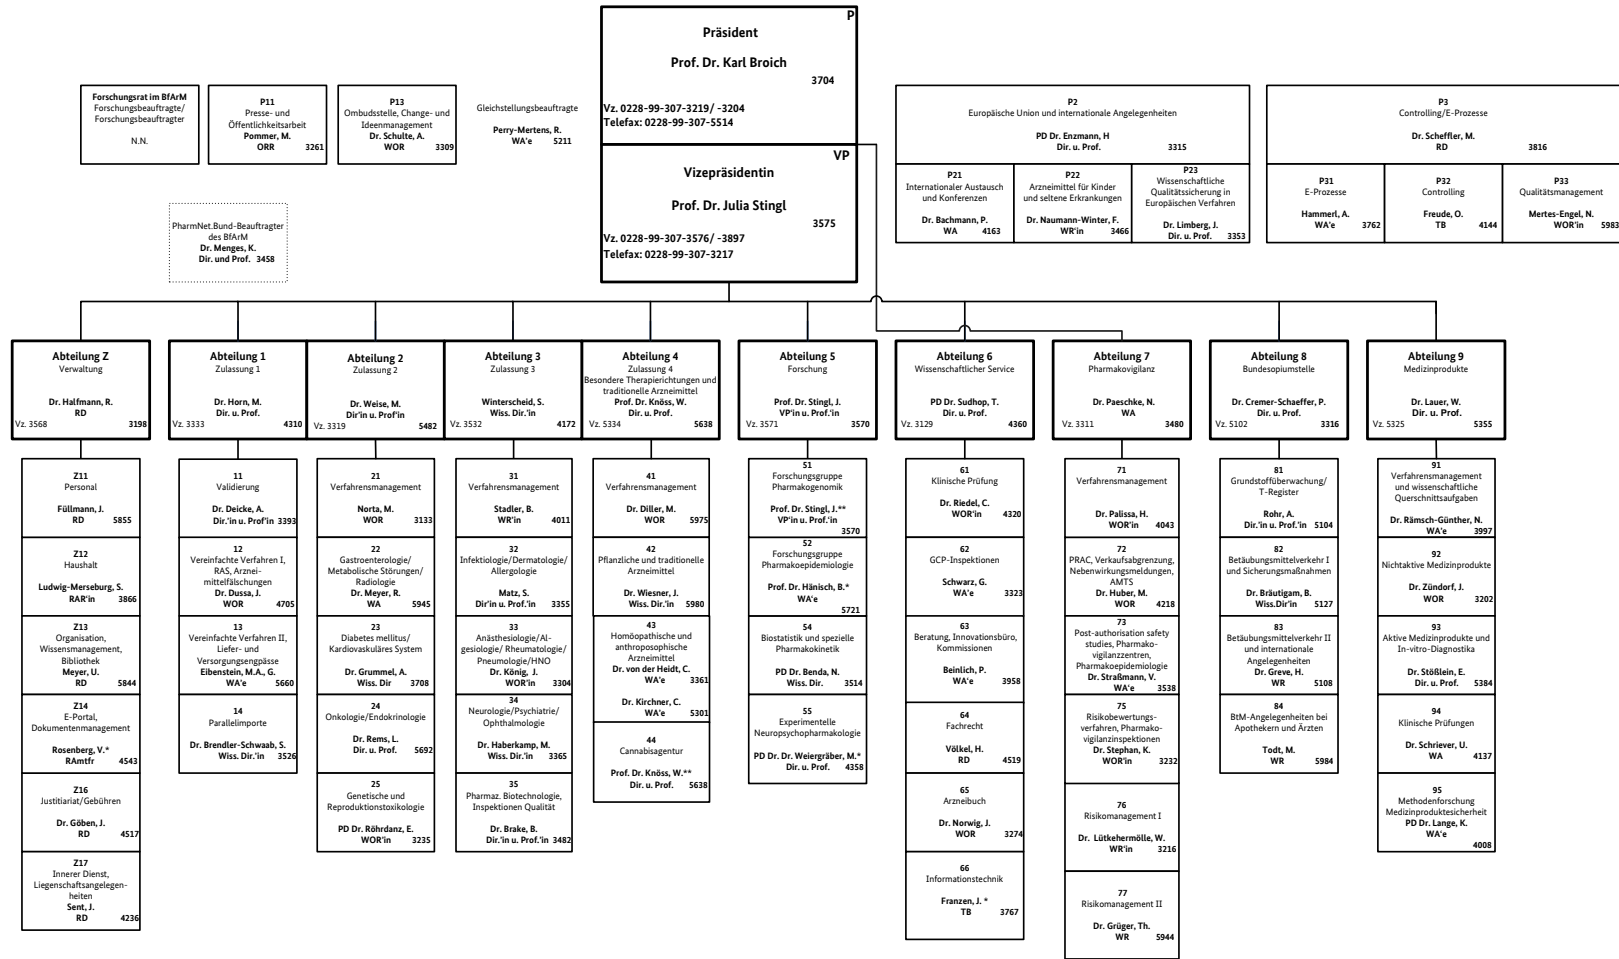 P
Präsident
Prof. Dr. Karl Broich
3704
Vz. 0228-99-307-3219/ -3204
Telefax: 0228-99-307-5514
VP
Vizepräsidentin
Prof. Dr. Julia Stingl
3575
Vz. 0228-99-307-3576/ -3897
Telefax: 0228-99-307-3217
Forschungsrat im BfArM
Forschungsbeauftragte/
Forschungsbeauftragter
N.N.
P11
Presse- und
Öffentlichkeitsarbeit
Pommer, M.
ORR 3261
P13
Ombudsstelle, Change- und
Ideenmanagement
Dr. Schulte, A.
WOR 3309
Gleichstellungsbeauftragte
Perry-Mertens, R.
WA'e 5211
PharmNet.Bund-Beauftragter
des BfArM
Dr. Menges, K.
Dir. und Prof. 3458
P2
Europäische Union und internationale Angelegenheiten
PD Dr. Enzmann, H
Dir. u. Prof. 3315
P21
Internationaler Austausch
und Konferenzen
Dr. Bachmann, P.
WA 4163
P22
Arzneimittel für Kinder
und seltene Erkrankungen
Dr. Naumann-Winter, F.
WR'in 3466
P23
Wissenschaftliche
Qualitätssicherung in
Europäischen Verfahren
Dr. Limberg, J.
Dir. u. Prof. 3353
P3
Controlling/E-Prozesse
Dr. Scheffler, M.
RD 3816
P31
E-Prozesse
Hammerl, A.
WA'e 3762
P32
Controlling
Freude, O.
TB 4144
P33
Qualitätsmanagement
Mertes-Engel, N.
WOR'in 5983
Abteilung Z
Verwaltung
Dr. Halfmann, R.
RD
Vz. 3568 3198
Abteilung 1
Zulassung 1
Dr. Horn, M.
Dir. u. Prof.
Vz. 3333 4310
Abteilung 2
Zulassung 2
Dr. Weise, M.
Dir'in u. Prof'in
Vz. 3319 5482
Abteilung 3
Zulassung 3
Winterscheid, S.
Wiss. Dir.'in
Vz. 3532 4172
Abteilung 4
Zulassung 4
Besondere Therapierichtungen und
traditionelle Arzneimittel
Prof. Dr. Knöss, W.
Dir. u. Prof.
Vz. 5334 5638
Abteilung 5
Forschung
Prof. Dr. Stingl, J.
VP'in u. Prof.'in
Vz. 3571 3570
Abteilung 6
Wissenschaftlicher Service
PD Dr. Sudhop, T.
Dir. u. Prof.
Vz. 3129 4360
Abteilung 7
Pharmakovigilanz
Dr. Paeschke, N.
WA
Vz. 3311 3480
Abteilung 8
Bundesopiumstelle
Dr. Cremer-Schaeffer, P.
Dir. u. Prof.
Vz. 5102 3316
Abteilung 9
Medizinprodukte
Dr. Lauer, W.
Dir. u. Prof.
Vz. 5325 5355
Z11
Personal
Füllmann, J.
RD 5855
Z12
Haushalt
Ludwig-Merseburg, S.
RAR'in 3866
Z13
Organisation,
Wissensmanagement,
Bibliothek
Meyer, U.
RD 5844
Z14
E-Portal,
Dokumentenmanagement
Rosenberg, V.*
RAmtfr 4543
Z16
Justitiariat/Gebühren
Dr. Göben, J.
RD 4517
Z17
Innerer Dienst,
Liegenschaftsangelegen-
heiten
Sent, J.
RD 4236
11
Validierung
Dr. Deicke, A.
Dir.'in u. Prof'in 3393
12
Vereinfachte Verfahren I,
RAS, Arznei-
mittelfälschungen
Dr. Dussa, J.
WOR 4705
13
Vereinfachte Verfahren II,
Liefer- und
Versorgungsengpässe
Eibenstein, M.A., G.
WA'e 5660
14
Parallelimporte
Dr. Brendler-Schwaab, S.
Wiss. Dir.'in 3526
21
Verfahrensmanagement
Norta, M.
WOR 3133
22
Gastroenterologie/
Metabolische Störungen/
Radiologie
Dr. Meyer, R.
WA 5945
23
Diabetes mellitus/
Kardiovaskuläres System
Dr. Grummel, A.
Wiss. Dir 3708
24
Onkologie/Endokrinologie
Dr. Rems, L.
Dir. u. Prof. 5692
25
Genetische und
Reproduktionstoxikologie
PD Dr. Röhrdanz, E.
WOR'in 3235
31
Verfahrensmanagement
Stadler, B.
WR'in 4011
32
Infektiologie/Dermatologie/
Allergologie
Matz, S.
Dir'in u. Prof.'in 3355
33
Anästhesiologie/Al-
gesiologie/ Rheumatologie/
Pneumologie/HNO
Dr. König, J.
WOR'in 3304
34
Neurologie/Psychiatrie/
Ophthalmologie
Dr. Haberkamp, M.
Wiss. Dir.'in 3365
35
Pharmaz. Biotechnologie,
Inspektionen Qualität
Dr. Brake, B.
Dir.'in u. Prof.'in 3482
41
Verfahrensmanagement
Dr. Diller, M.
WOR 5975
42
Pflanzliche und traditionelle
Arzneimittel
Dr. Wiesner, J.
Wiss. Dir.'in 5980
43
Homöopathische und
anthroposophische
Arzneimittel
Dr. von der Heidt, C.
WA'e 3361
Dr. Kirchner, C.
WA'e 5301
44
Cannabisagentur
Prof. Dr. Knöss, W.**
Dir. u. Prof. 5638
51
Forschungsgruppe
Pharmakogenomik
Prof. Dr. Stingl, J.**
VP'in u. Prof.'in
3570
52
Forschungsgruppe
Pharmakoepidemiologie
Prof. Dr. Hänisch, B.*
WA'e
5721
54
Biostatistik und spezielle
Pharmakokinetik
PD Dr. Benda, N.
Wiss. Dir. 3514
55
Experimentelle
Neuropsychopharmakologie
PD Dr. Dr. Weiergräber, M.*
Dir. u. Prof. 4358
61
Klinische Prüfung
Dr. Riedel, C.
WOR'in 4320
62
GCP-Inspektionen
Schwarz, G.
WA'e 3323
63
Beratung, Innovationsbüro,
Kommissionen
Beinlich, P.
WA'e 3958
64
Fachrecht
Völkel, H.
RD 4519
65
Arzneibuch
Dr. Norwig, J.
WOR 3274
66
Informationstechnik
Franzen, J. *
TB 3767
71
Verfahrensmanagement
Dr. Palissa, H.
WOR'in 4043
72
PRAC, Verkaufsabgrenzung,
Nebenwirkungsmeldungen,
AMTS
Dr. Huber, M.
WOR 4218
73
Post-authorisation safety
studies, Pharmako-
vigilanzzentren,
Pharmakoepidemiologie
Dr. Straßmann, V.
WA'e 3538
75
Risikobewertungs-
verfahren, Pharmako-
vigilanzinspektionen
Dr. Stephan, K.
WOR'in 3232
76
Risikomanagement I
Dr. Lütkehermölle, W.
WR'in 3216
77
Risikomanagement II
Dr. Grüger, Th.
WR 5944
81
Grundstoffüberwachung/
T-Register
Rohr, A.
Dir.'in u. Prof.'in 5104
82
Betäubungsmittelverkehr I
und Sicherungsmaßnahmen
Dr. Bräutigam, B.
Wiss.Dir'in 5127
83
Betäubungsmittelverkehr II
und internationale
Angelegenheiten
Dr. Greve, H.
WR 5108
84
BtM-Angelegenheiten bei
Apothekern und Ärzten
Todt, M.
WR 5984
91
Verfahrensmanagement
und wissenschaftliche
Querschnittsaufgaben
Dr. Rämsch-Günther, N.
WA'e 3997
92
Nichtaktive Medizinprodukte
Dr. Zündorf, J.
WOR 3202
93
Aktive Medizinprodukte und
In-vitro-Diagnostika
Dr. Stößlein, E.
Dir. u. Prof. 5384
94
Klinische Prüfungen
Dr. Schriever, U.
WA 4137
95
Methodenforschung
Medizinproduktesicherheit
PD Dr. Lange, K.
WA'e
4008